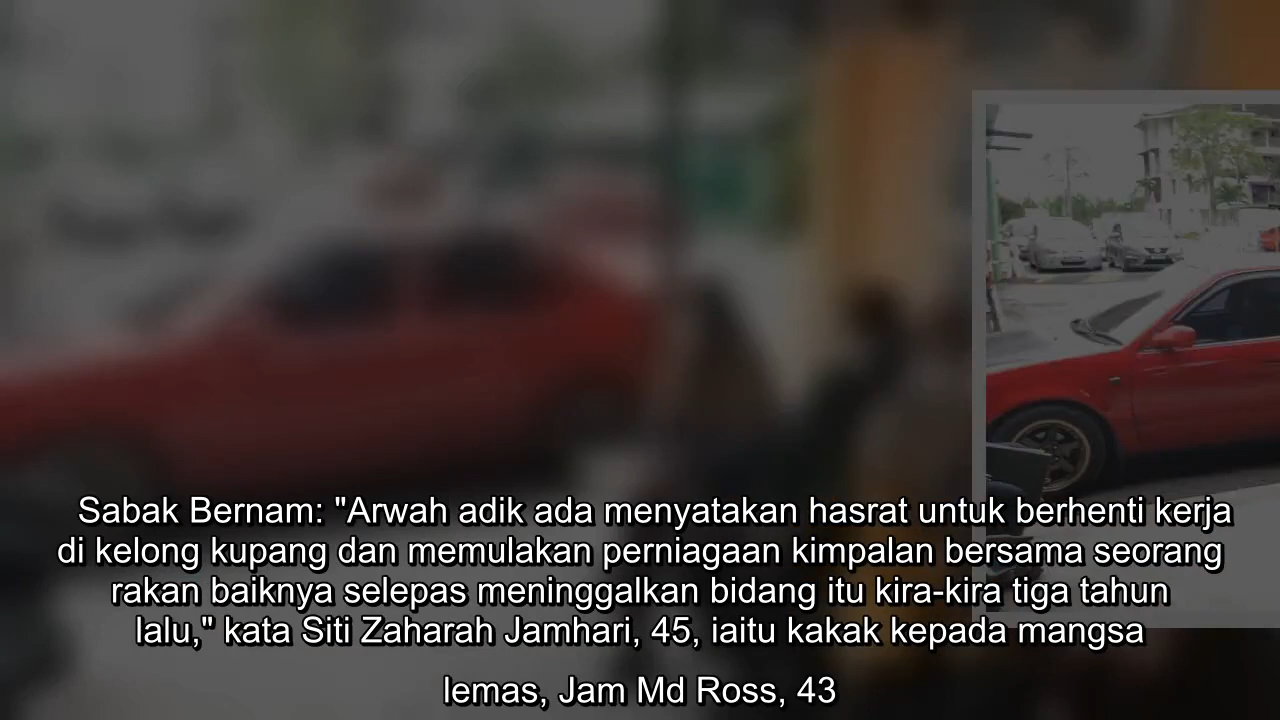 Sabak Bernam: "Arwah adik ada menyatakan hasrat untuk berhenti kerja
di kelong kupang dan memulakan perniagaan kimpalan bersama seorang
rakan baiknya selepas meninggalkan bidang itu kira-kira tiga tahun
lalu," kata Siti Zaharah Jamhari, 45, iaitu kakak kepada mangsa
lemas, Jam Md Ross, 43